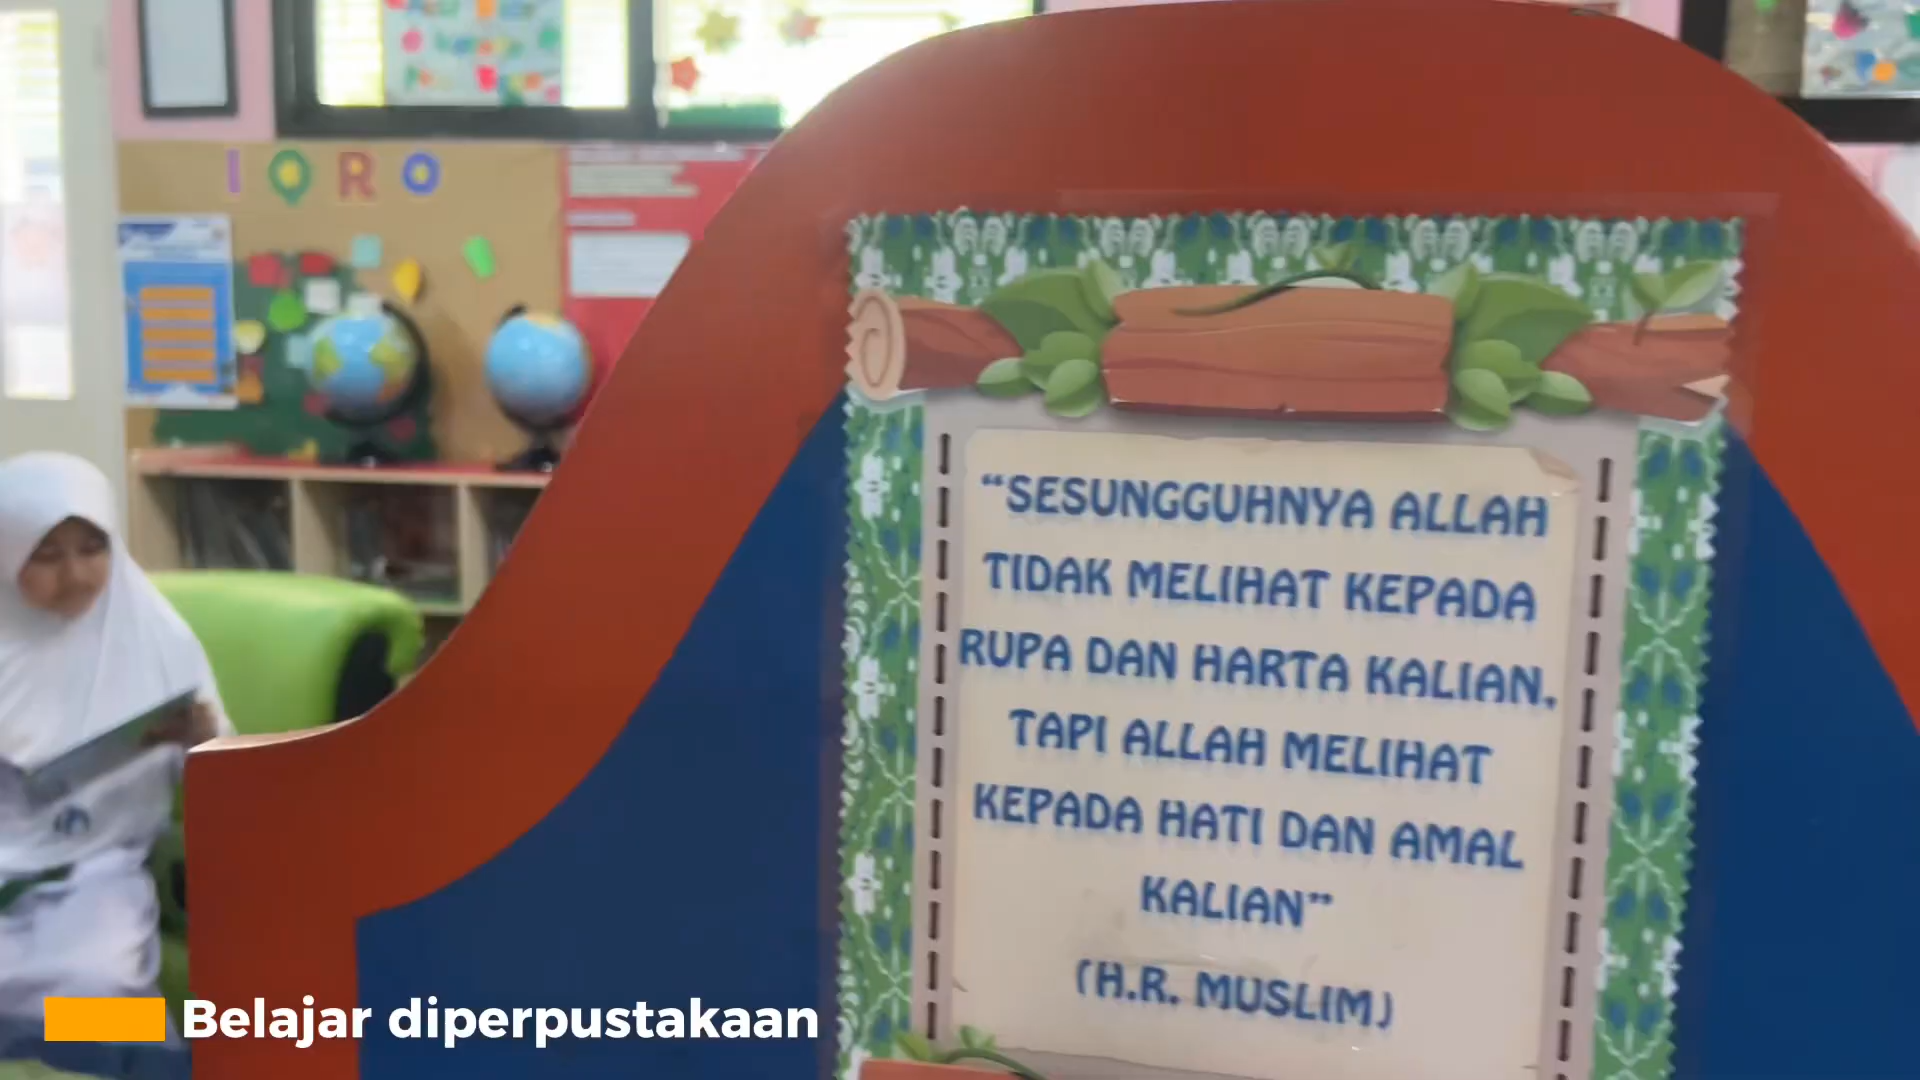 IQRO
“SESUNGGUHNYA ALLAH
TIDAK MELIHAT KEPADA
RUPA DAN HARTA KALIAN,
TAPI ALLAH MELIHAT
KEPADA HATI DAN AMAL
KALIAN”
(H.R. MUSLIM)
Belajar diperpustakaan